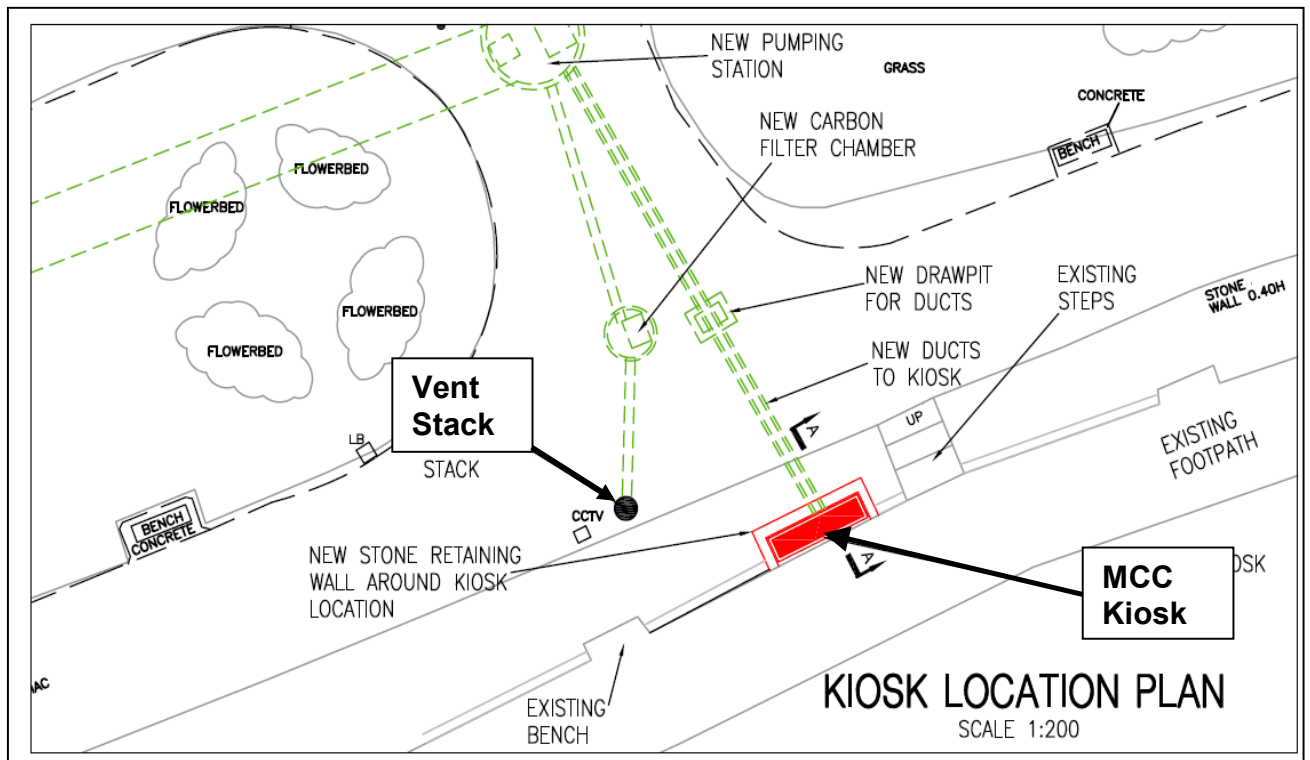 NEW PUMPING
STATION
GRASS
CONCRETE
BENCH
NEW CARBON
FILTER CHAMBER
FLOWERBED
FLOWERBED
FLOWERBED
FLOWERBED
NEW DRAWPIT
FOR DUCTS
EXISTING
STEPS
STONE
WALL 0.40H
NEW DUCTS
TO KIOSK
Vent
Stack
STACK
LB
UP
A
EXISTING
FOOTPATH
CCTV
BENCH
CONCRETE
NEW STONE RETAINING
WALL AROUND KIOSK
LOCATION
A
MCC
Kiosk
OSK
EXISTING
BENCH
KIOSK LOCATION PLAN
SCALE 1:200